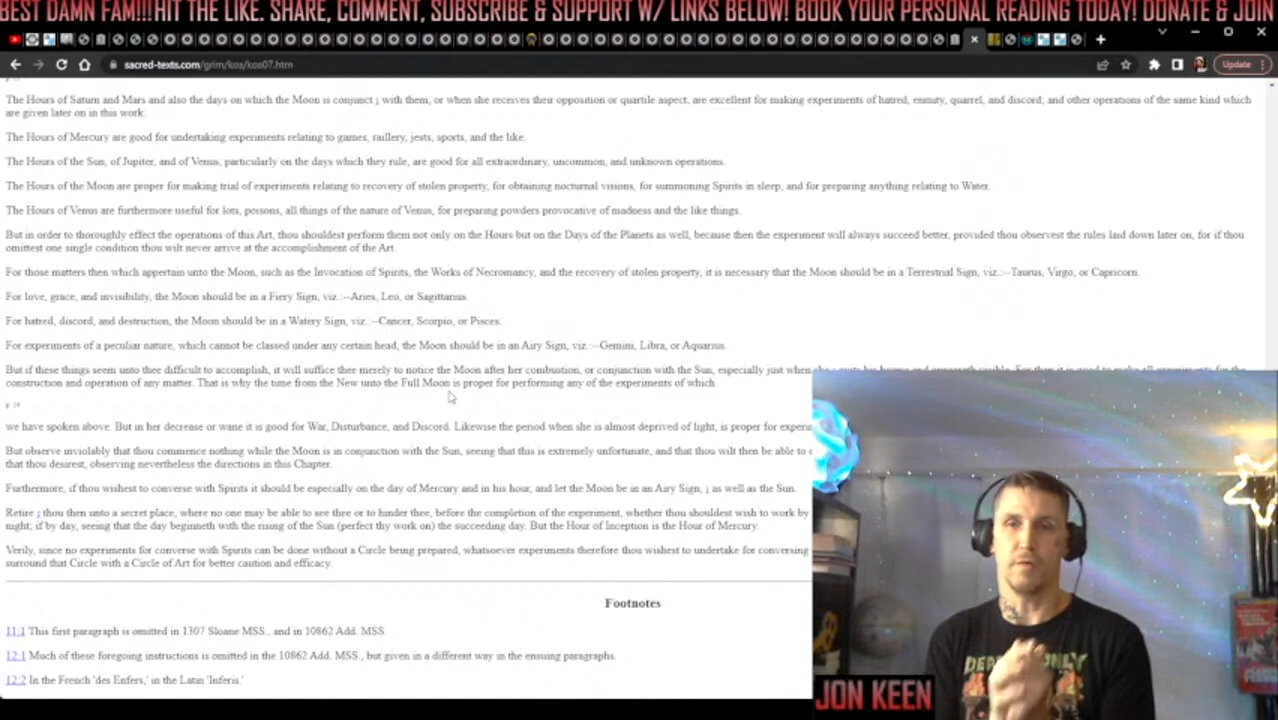 BEST DAMN FAM!!! HIT THE LIKE. SHARE, COMMENT, SUBSCRIBE & SUPPORT W/ LINKS BELOW! BOOK YOUR PERSONAL READING TODAY! DONATE & JOIN
sacred-texts.com/grim/kos/kos07.htm
Update
The Hours of Saturn and Mars and also the days on which the Moon is conjunct 1 with them, or when she receives their opposition or quartile aspect, are excellent for making experiments of hatred, enmity, quarrel, and discord; and other operations of the same kind which
are given later on in this work.
The Hours of Mercury are good for undertaking experiments relating to games, raillery, jests, sports, and the like.
The Hours of the Sun, of Jupiter, and of Venus, particularly on the days which they rule, are good for all extraordinary, uncommon, and unknown operations.
The Hours of the Moon are proper for making trial of experiments relating to recovery of stolen property, for obtaining nocturnal visions, for summoning Spirits in sleep, and for preparing anything relating to Water.
The Hours of Venus are furthermore useful for lots, poisons, all things of the nature of Venus, for preparing powders provocative of madness and the like things.
But in order to thoroughly effect the operations of this Art, thou shouldest perform them not only on the Hours but on the Days of the Planets as well, because then the experiment will always succeed better, provided thou observest the rules laid down later on, for if thou
omittest one single condition thou wilt never arrive at the accomplishment of the Art.
For those matters then which appertain unto the Moon, such as the Invocation of Spirits, the Works of Necromancy, and the recovery of stolen property, it is necessary that the Moon should be in a Terrestrial Sign, viz.:--Taurus, Virgo, or Capricorn.
For love, grace, and invisibility, the Moon should be in a Fiery Sign, viz.:--Aries, Leo, or Sagittarius.
For hatred, discord, and destruction, the Moon should be in a Watery Sign, viz.:--Cancer, Scorpio, or Pisces.
For experiments of a peculiar nature, which cannot be classed under any certain head, the Moon should be in an Airy Sign, viz.:--Gemini, Libra, or Aquarius.
But if these things seem unto thee difficult to accomplish, it will suffice thee merely to notice the Moon after her combustion, or conjunction with the Sun, especially just when she
construction and operation of any matter. That is why the time from the New unto the Full Moon is proper for performing any of the experiments of which
p. 14
we have spoken above. But in her decrease or wane it is good for War, Disturbance, and Discord. Likewise the period when she is almost deprived of light, is proper for
But observe inviolably that thou commence nothing while the Moon is in conjunction with the Sun, seeing that this is extremely unfortunate, and that thou wilt then be able to
that thou desirest, observing nevertheless the directions in this Chapter.
Furthermore, if thou wishest to converse with Spirits it should be especially on the day of Mercury and in his hour, and let the Moon be in an Airy Sign, 1 as well as the Sun.
Retire 2 thou then unto a secret place, where no one may be able to see thee or to hinder thee, before the completion of the experiment, whether thou shouldest wish to work by
night; if by day, seeing that the day beginneth with the rising of the Sun (perfect thy work on) the succeeding day. But the Hour of Inception is the Hour of Mercury.
Verily, since no experiments for converse with Spirits can be done without a Circle being prepared, whatsoever experiments therefore thou wishest to undertake for conversing
surround that Circle with a Circle of Art for better caution and efficacy.
Footnotes
11:1 This first paragraph is omitted in 1307 Sloane MSS., and in 10862 Add. MSS.
12:1 Much of these foregoing instructions is omitted in the 10862 Add. MSS., but given in a different way in the ensuing paragraphs.
12:2 In the French 'des Enfers,' in the Latin 'Inferis.'
JON KEEN